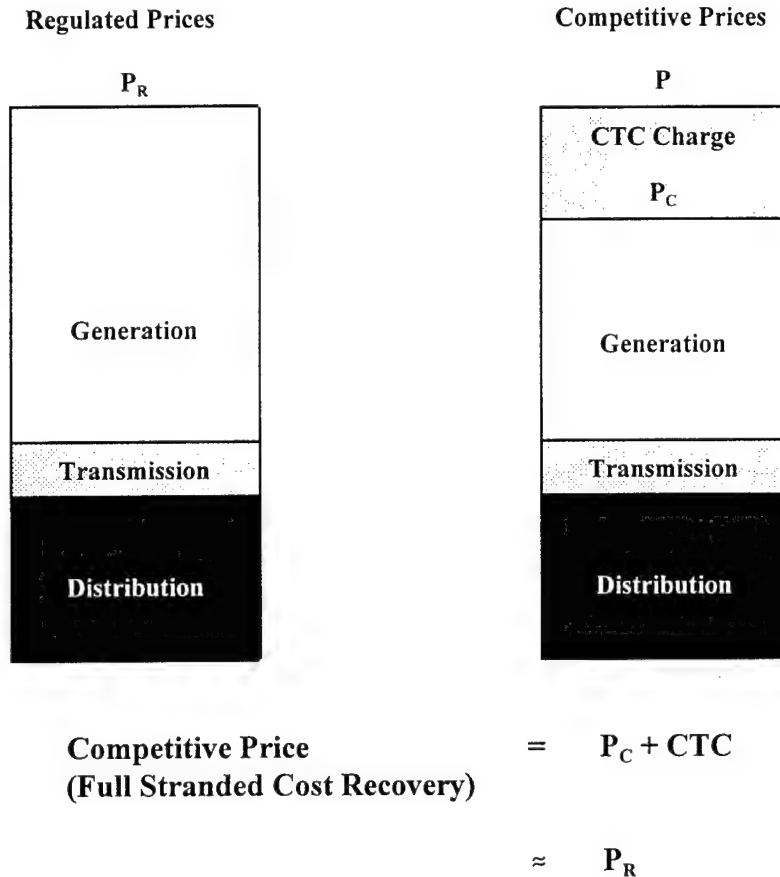 Regulated Prices
Competitive Prices
P_R
P
CTC Charge
P_C
Generation
Generation
Transmission
Transmission
Distribution
Distribution
Competitive Price = P_C + CTC
(Full Stranded Cost Recovery)
≈ P_R